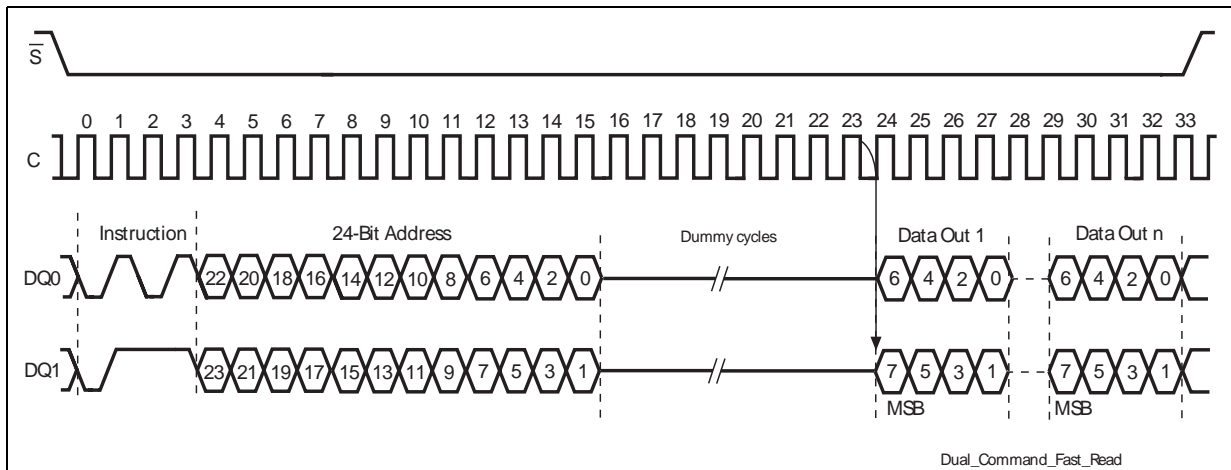 S
0 1 2 3 4 5 6 7 8 9 10 11 12 13 14 15 16 17 18 19 20 21 22 23 24 25 26 27 28 29 30 31 32 33
C
Instruction 24-Bit Address Dummy cycles Data Out 1 Data Out n
DQ0 22 20 18 16 14 12 10 8 6 4 2 0 6 4 2 0 6 4 2 0
DQ1 23 21 19 17 15 13 11 9 7 5 3 1 7 5 3 1 7 5 3 1
MSB MSB
Dual_Command_Fast_Read